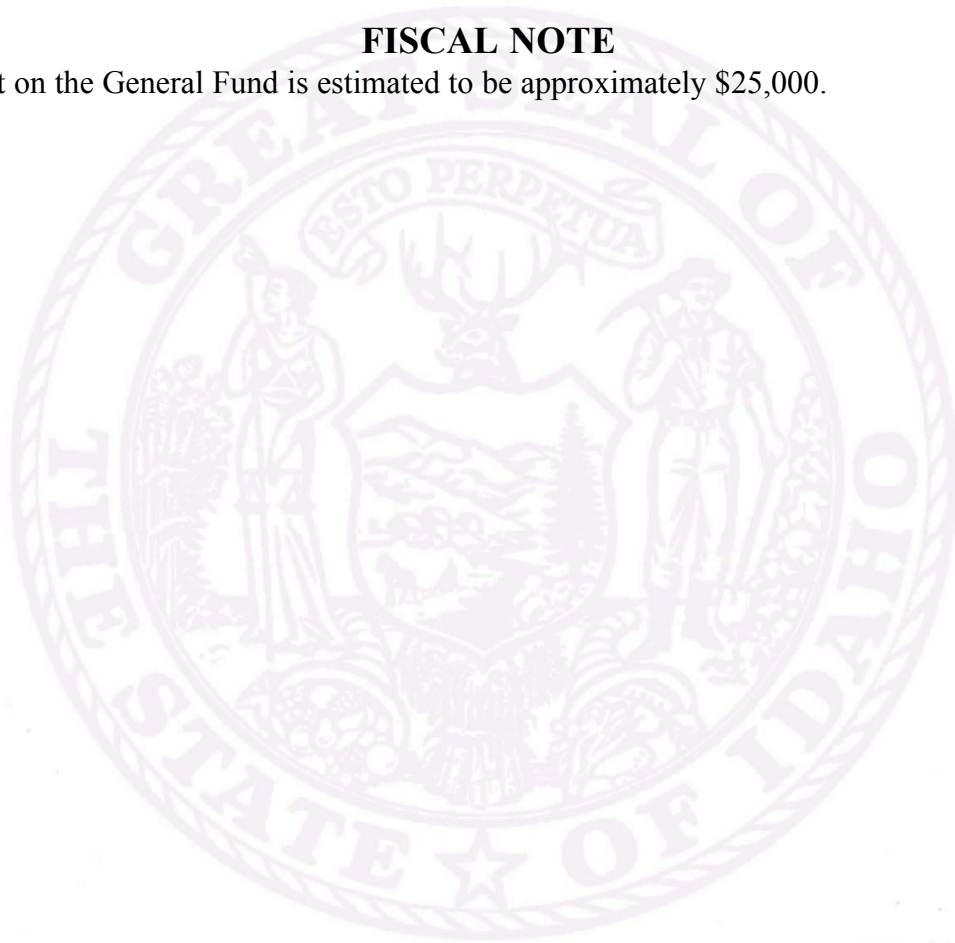 FISCAL NOTE
t on the General Fund is estimated to be approximately $25,000.
GREAT SEAL OF
ESTO PERPETUA
THE STATE OF IDAHO